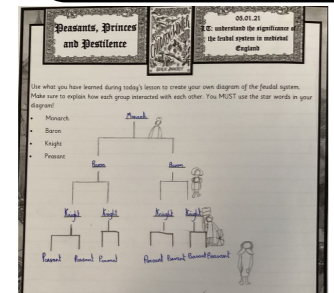 Peasants, Princes
and Pestilence
08.01.21
I.T: understand the significance a
the feudal system in medieval
England
Use what you have learned during today's lesson to create your own diagram of the feudal system.
Make sure to explain how each group interacted with each other. You MUST use the star words in your
diagram!
• Monarch
• Baron
• Knight
• Peasant
Monarch
Baron Baron
Knight Knight Knight Knight
Peasant Peasant Peasant Peasant Peasant Peasant Peasant